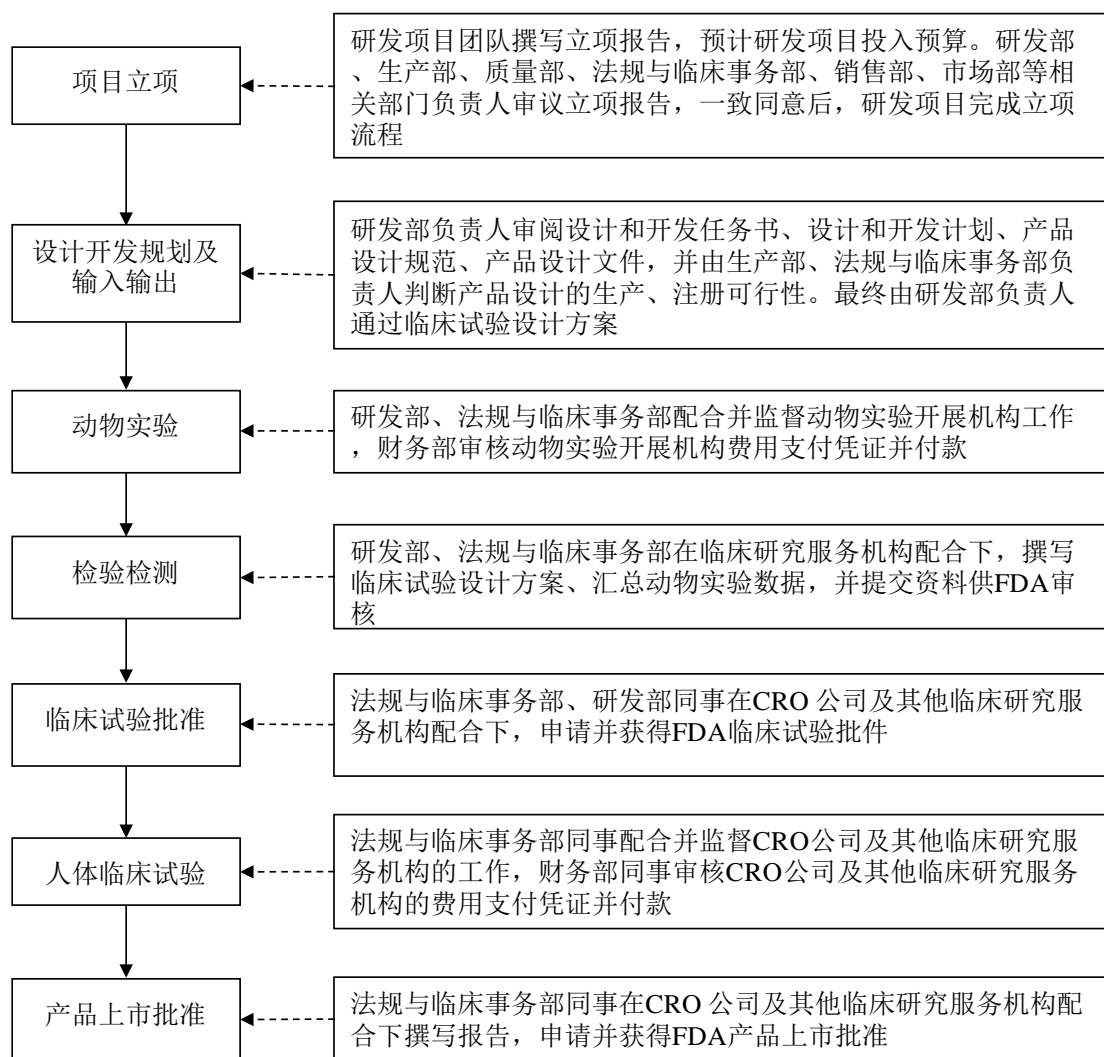 项目立项
研发项目团队撰写立项报告，预计研发项目投入预算。研发部
、生产部、质量部、法规与临床事务部、销售部、市场部等相
关部门负责人审议立项报告，一致同意后，研发项目完成立项
流程
设计开发规划及
输入输出
研发部负责人审阅设计和开发任务书、设计和开发计划、产品
设计规范、产品设计文件，并由生产部、法规与临床事务部负
责人判断产品设计的生产、注册可行性。最终由研发部负责人
通过临床试验设计方案
动物实验
研发部、法规与临床事务部配合并监督动物实验开展机构工作
，财务部审核动物实验开展机构费用支付凭证并付款
检验检测
研发部、法规与临床事务部在临床研究服务机构配合下，撰写
临床试验设计方案、汇总动物实验数据，并提交资料供FDA审
核
临床试验批准
法规与临床事务部、研发部同事在CRO 公司及其他临床研究服
务机构配合下，申请并获得FDA临床试验批件
人体临床试验
法规与临床事务部同事配合并监督CRO公司及其他临床研究服
务机构的工作，财务部同事审核CRO公司及其他临床研究服务
机构的费用支付凭证并付款
产品上市批准
法规与临床事务部同事在CRO 公司及其他临床研究服务机构配
合下撰写报告，申请并获得FDA产品上市批准